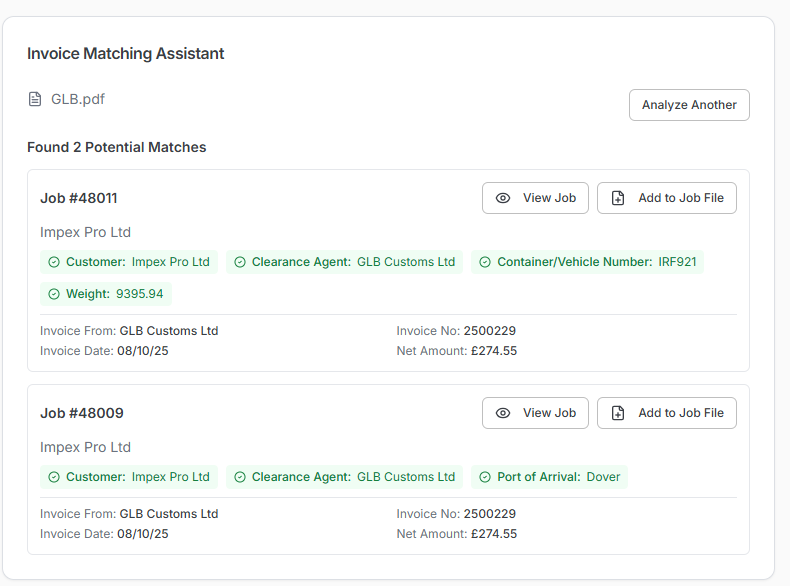 Invoice Matching Assistant
GLB.pdf
Analyze Another
Found 2 Potential Matches
Job #48011
View Job
Add to Job File
Impex Pro Ltd
Customer: Impex Pro Ltd
Clearance Agent: GLB Customs Ltd
Container/Vehicle Number: IRF921
Weight: 9395.94
Invoice From: GLB Customs Ltd
Invoice No: 2500229
Invoice Date: 08/10/25
Net Amount: £274.55
Job #48009
View Job
Add to Job File
Impex Pro Ltd
Customer: Impex Pro Ltd
Clearance Agent: GLB Customs Ltd
Port of Arrival: Dover
Invoice From: GLB Customs Ltd
Invoice No: 2500229
Invoice Date: 08/10/25
Net Amount: £274.55